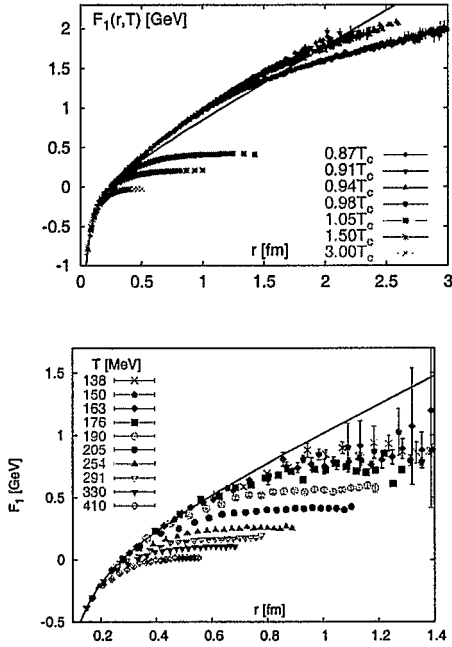 F1(r,T) [GeV]
2
1.5
1
0.5
0
-0.5
-1
0.87Tc
0.91Tc
0.94Tc
0.98Tc
1.05Tc
1.50Tc
3.00Tc
r [fm]
0 0.5 1 1.5 2 2.5 3
T [MeV]
138
150
163
176
190
205
254
291
330
410
1.5
1
0.5
0
-0.5
F1 [GeV]
r [fm]
0.2 0.4 0.6 0.8 1 1.2 1.4